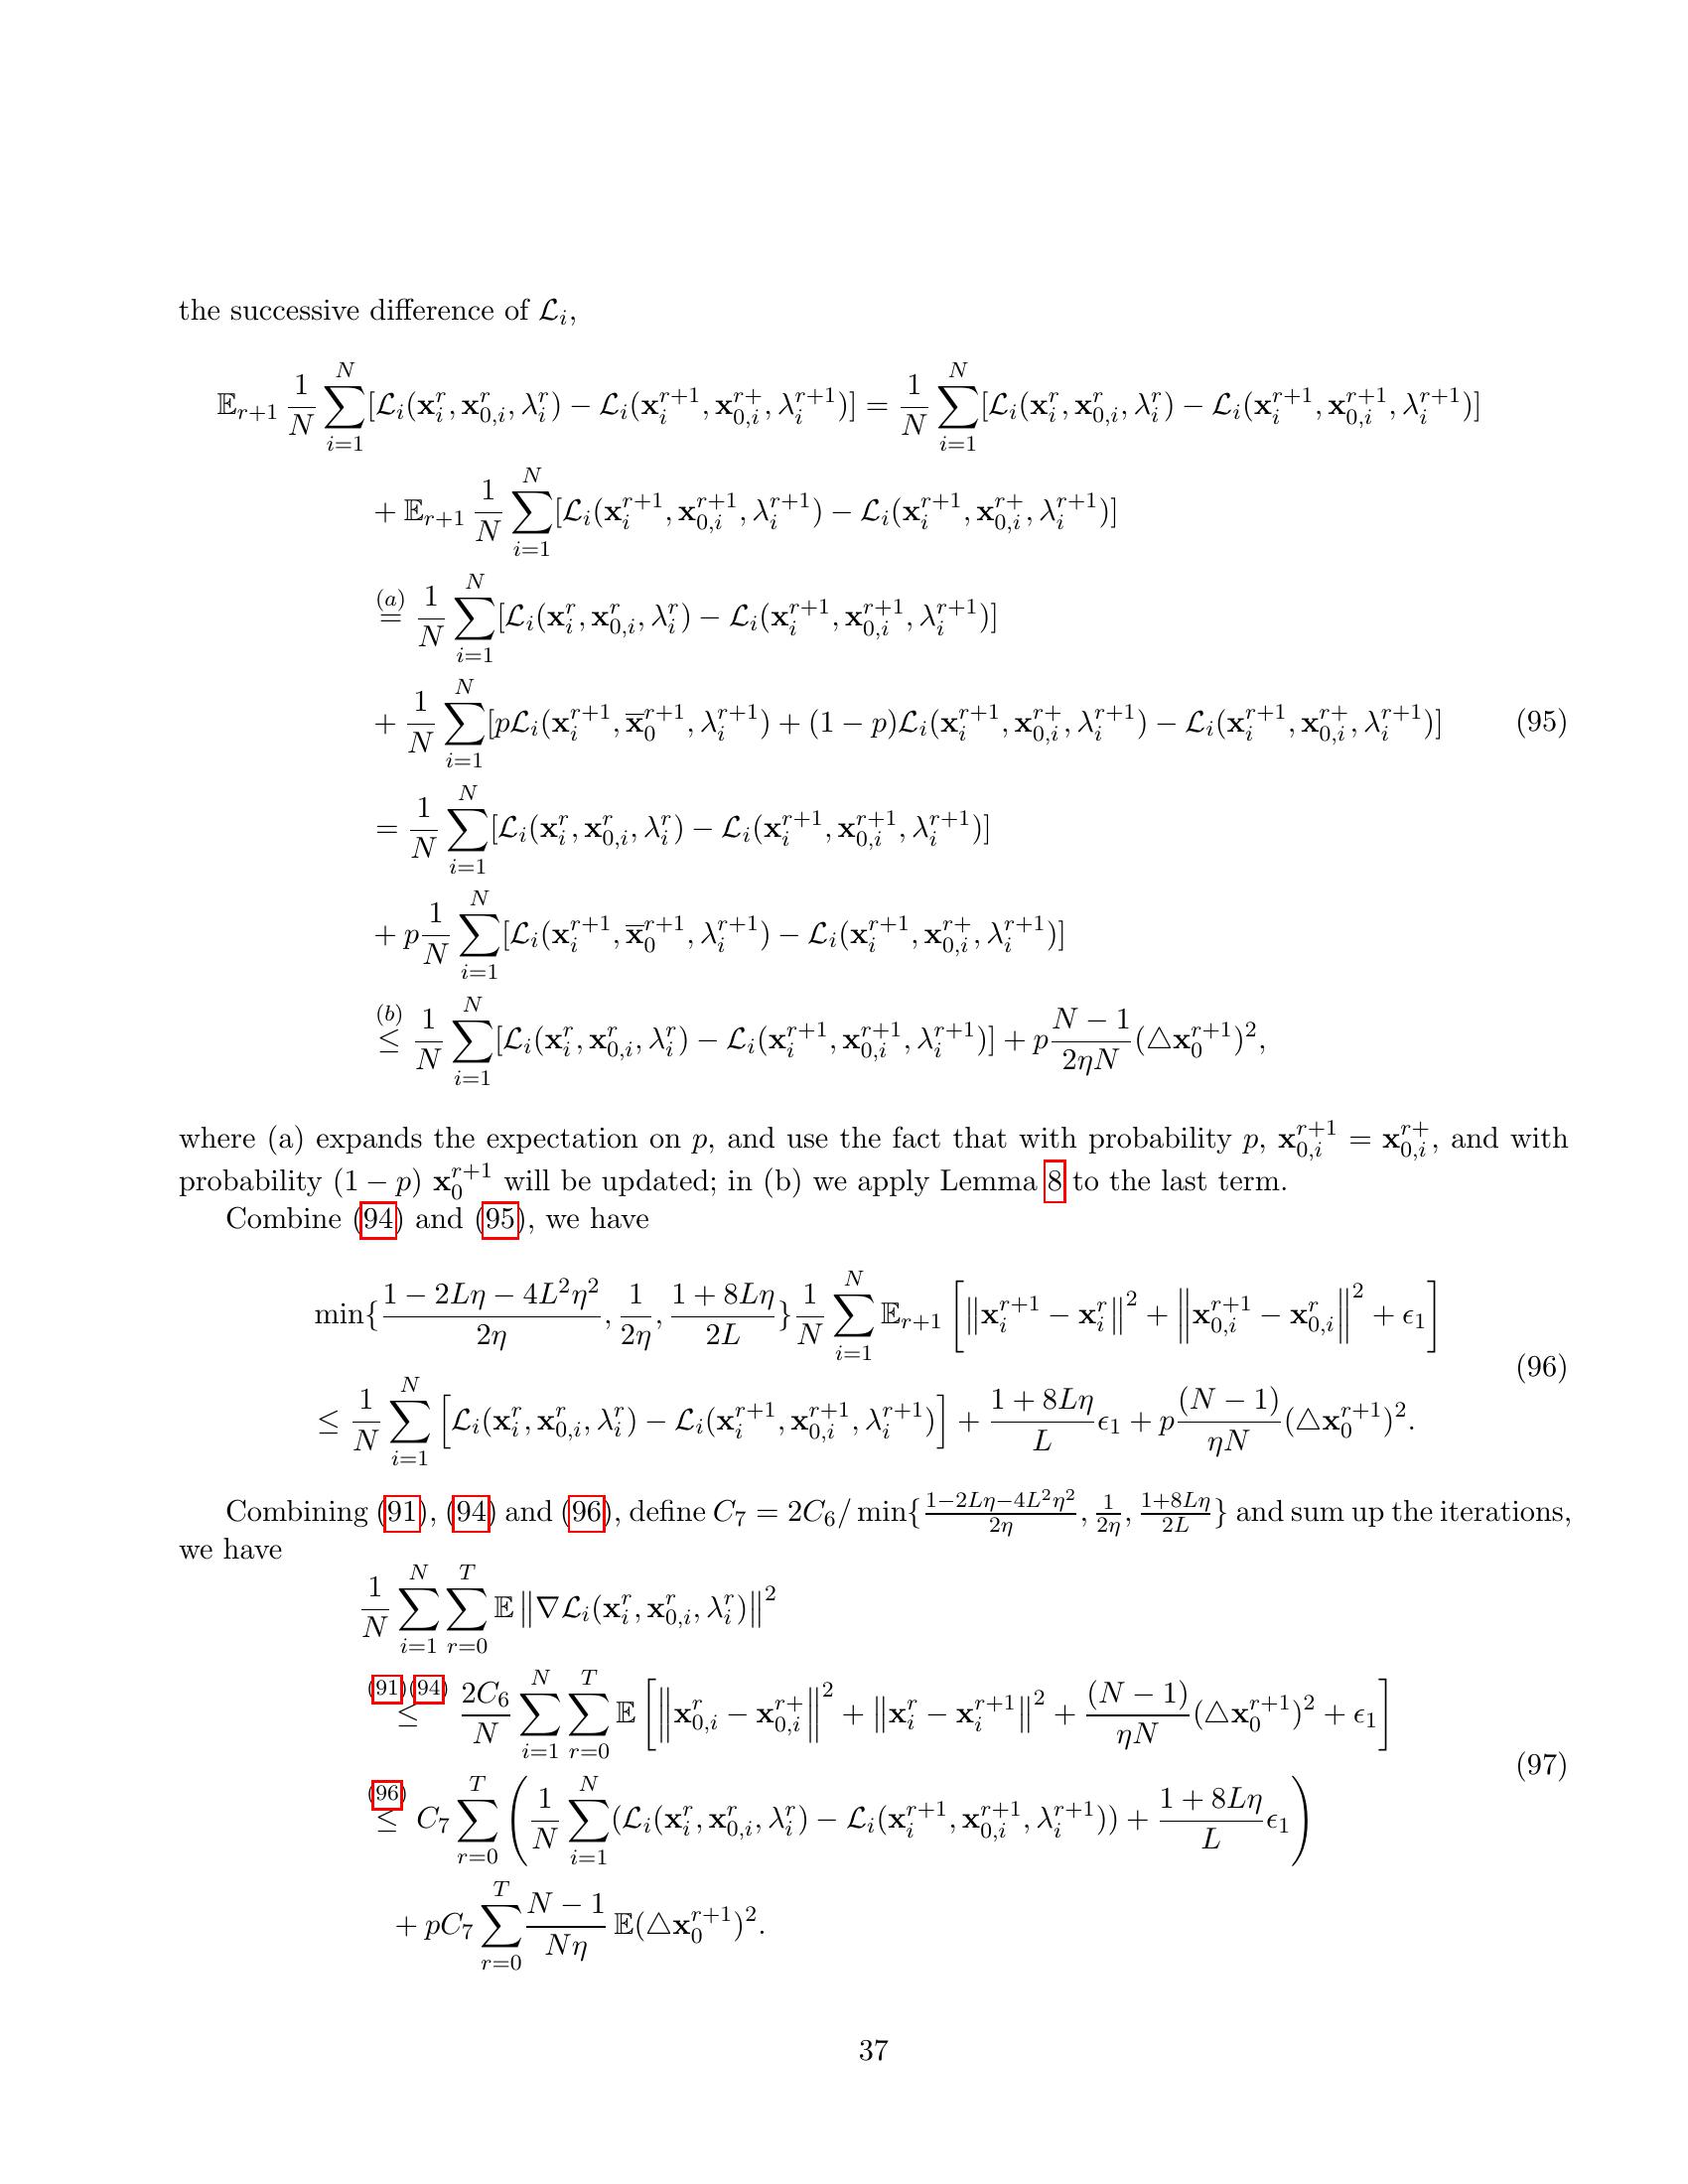 the successive difference of $\mathcal{L}_i$,
$\mathbb{E}_{r+1} \frac{1}{N} \sum_{i=1}^{N} [\mathcal{L}_i(\mathbf{x}_i^r, \mathbf{x}_{0,i}^r, \lambda_i^r) - \mathcal{L}_i(\mathbf{x}_i^{r+1}, \mathbf{x}_{0,i}^{r+}, \lambda_i^{r+1})] = \frac{1}{N} \sum_{i=1}^{N} [\mathcal{L}_i(\mathbf{x}_i^r, \mathbf{x}_{0,i}^r, \lambda_i^r) - \mathcal{L}_i(\mathbf{x}_i^{r+1}, \mathbf{x}_{0,i}^{r+1}, \lambda_i^{r+1})]$
$+ \mathbb{E}_{r+1} \frac{1}{N} \sum_{i=1}^{N} [\mathcal{L}_i(\mathbf{x}_i^{r+1}, \mathbf{x}_{0,i}^{r+1}, \lambda_i^{r+1}) - \mathcal{L}_i(\mathbf{x}_i^{r+1}, \mathbf{x}_{0,i}^{r+}, \lambda_i^{r+1})]$
$\overset{(a)}{=} \frac{1}{N} \sum_{i=1}^{N} [\mathcal{L}_i(\mathbf{x}_i^r, \mathbf{x}_{0,i}^r, \lambda_i^r) - \mathcal{L}_i(\mathbf{x}_i^{r+1}, \mathbf{x}_{0,i}^{r+1}, \lambda_i^{r+1})]$
$+ \frac{1}{N} \sum_{i=1}^{N} [p\mathcal{L}_i(\mathbf{x}_i^{r+1}, \overline{\mathbf{x}}_0^{r+1}, \lambda_i^{r+1}) + (1-p)\mathcal{L}_i(\mathbf{x}_i^{r+1}, \mathbf{x}_{0,i}^{r+}, \lambda_i^{r+1}) - \mathcal{L}_i(\mathbf{x}_i^{r+1}, \mathbf{x}_{0,i}^{r+}, \lambda_i^{r+1})]$ (95)
$= \frac{1}{N} \sum_{i=1}^{N} [\mathcal{L}_i(\mathbf{x}_i^r, \mathbf{x}_{0,i}^r, \lambda_i^r) - \mathcal{L}_i(\mathbf{x}_i^{r+1}, \mathbf{x}_{0,i}^{r+1}, \lambda_i^{r+1})]$
$+ p\frac{1}{N} \sum_{i=1}^{N} [\mathcal{L}_i(\mathbf{x}_i^{r+1}, \overline{\mathbf{x}}_0^{r+1}, \lambda_i^{r+1}) - \mathcal{L}_i(\mathbf{x}_i^{r+1}, \mathbf{x}_{0,i}^{r+}, \lambda_i^{r+1})]$
$\overset{(b)}{\leq} \frac{1}{N} \sum_{i=1}^{N} [\mathcal{L}_i(\mathbf{x}_i^r, \mathbf{x}_{0,i}^r, \lambda_i^r) - \mathcal{L}_i(\mathbf{x}_i^{r+1}, \mathbf{x}_{0,i}^{r+1}, \lambda_i^{r+1})] + p\frac{N-1}{2\eta N}(\triangle\mathbf{x}_0^{r+1})^2,$
where (a) expands the expectation on $p$, and use the fact that with probability $p$, $\mathbf{x}_{0,i}^{r+1} = \mathbf{x}_{0,i}^{r+}$, and with
probability $(1-p)$ $\mathbf{x}_0^{r+1}$ will be updated; in (b) we apply Lemma 8 to the last term.
Combine (94) and (95), we have
$\min\{\frac{1-2L\eta-4L^2\eta^2}{2\eta}, \frac{1}{2\eta}, \frac{1+8L\eta}{2L}\} \frac{1}{N} \sum_{i=1}^{N} \mathbb{E}_{r+1} \left[ \left\|\mathbf{x}_i^{r+1} - \mathbf{x}_i^r\right\|^2 + \left\|\mathbf{x}_{0,i}^{r+1} - \mathbf{x}_{0,i}^r\right\|^2 + \epsilon_1 \right]$
(96)
$\leq \frac{1}{N} \sum_{i=1}^{N} \left[ \mathcal{L}_i(\mathbf{x}_i^r, \mathbf{x}_{0,i}^r, \lambda_i^r) - \mathcal{L}_i(\mathbf{x}_i^{r+1}, \mathbf{x}_{0,i}^{r+1}, \lambda_i^{r+1}) \right] + \frac{1+8L\eta}{L}\epsilon_1 + p\frac{(N-1)}{\eta N}(\triangle\mathbf{x}_0^{r+1})^2.$
Combining (91), (94) and (96), define $C_7 = 2C_6/\min\{\frac{1-2L\eta-4L^2\eta^2}{2\eta}, \frac{1}{2\eta}, \frac{1+8L\eta}{2L}\}$ and sum up the iterations,
we have
$\frac{1}{N} \sum_{i=1}^{N} \sum_{r=0}^{T} \mathbb{E} \left\|\nabla\mathcal{L}_i(\mathbf{x}_i^r, \mathbf{x}_{0,i}^r, \lambda_i^r)\right\|^2$
$\overset{(91)(94)}{\leq} \frac{2C_6}{N} \sum_{i=1}^{N} \sum_{r=0}^{T} \mathbb{E} \left[ \left\|\mathbf{x}_{0,i}^r - \mathbf{x}_{0,i}^{r+}\right\|^2 + \left\|\mathbf{x}_i^r - \mathbf{x}_i^{r+1}\right\|^2 + \frac{(N-1)}{\eta N}(\triangle\mathbf{x}_0^{r+1})^2 + \epsilon_1 \right]$
(97)
$\overset{(96)}{\leq} C_7 \sum_{r=0}^{T} \left( \frac{1}{N} \sum_{i=1}^{N} (\mathcal{L}_i(\mathbf{x}_i^r, \mathbf{x}_{0,i}^r, \lambda_i^r) - \mathcal{L}_i(\mathbf{x}_i^{r+1}, \mathbf{x}_{0,i}^{r+1}, \lambda_i^{r+1})) + \frac{1+8L\eta}{L}\epsilon_1 \right)$
$+ pC_7 \sum_{r=0}^{T} \frac{N-1}{N\eta} \mathbb{E}(\triangle\mathbf{x}_0^{r+1})^2.$
37